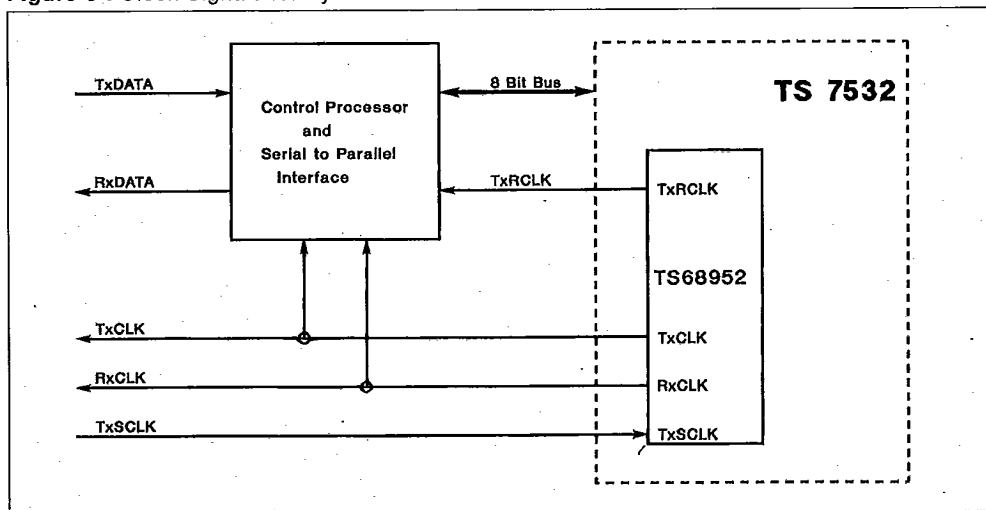 TxDATA
8 Bit Bus
TS 7532
Control Processor
and
Serial to Parallel
Interface
RxDATA
TxRCLK
TxRCLK
TS68952
TxCLK
TxCLK
RxCLK
RxCLK
TxSCLK
TxSCLK